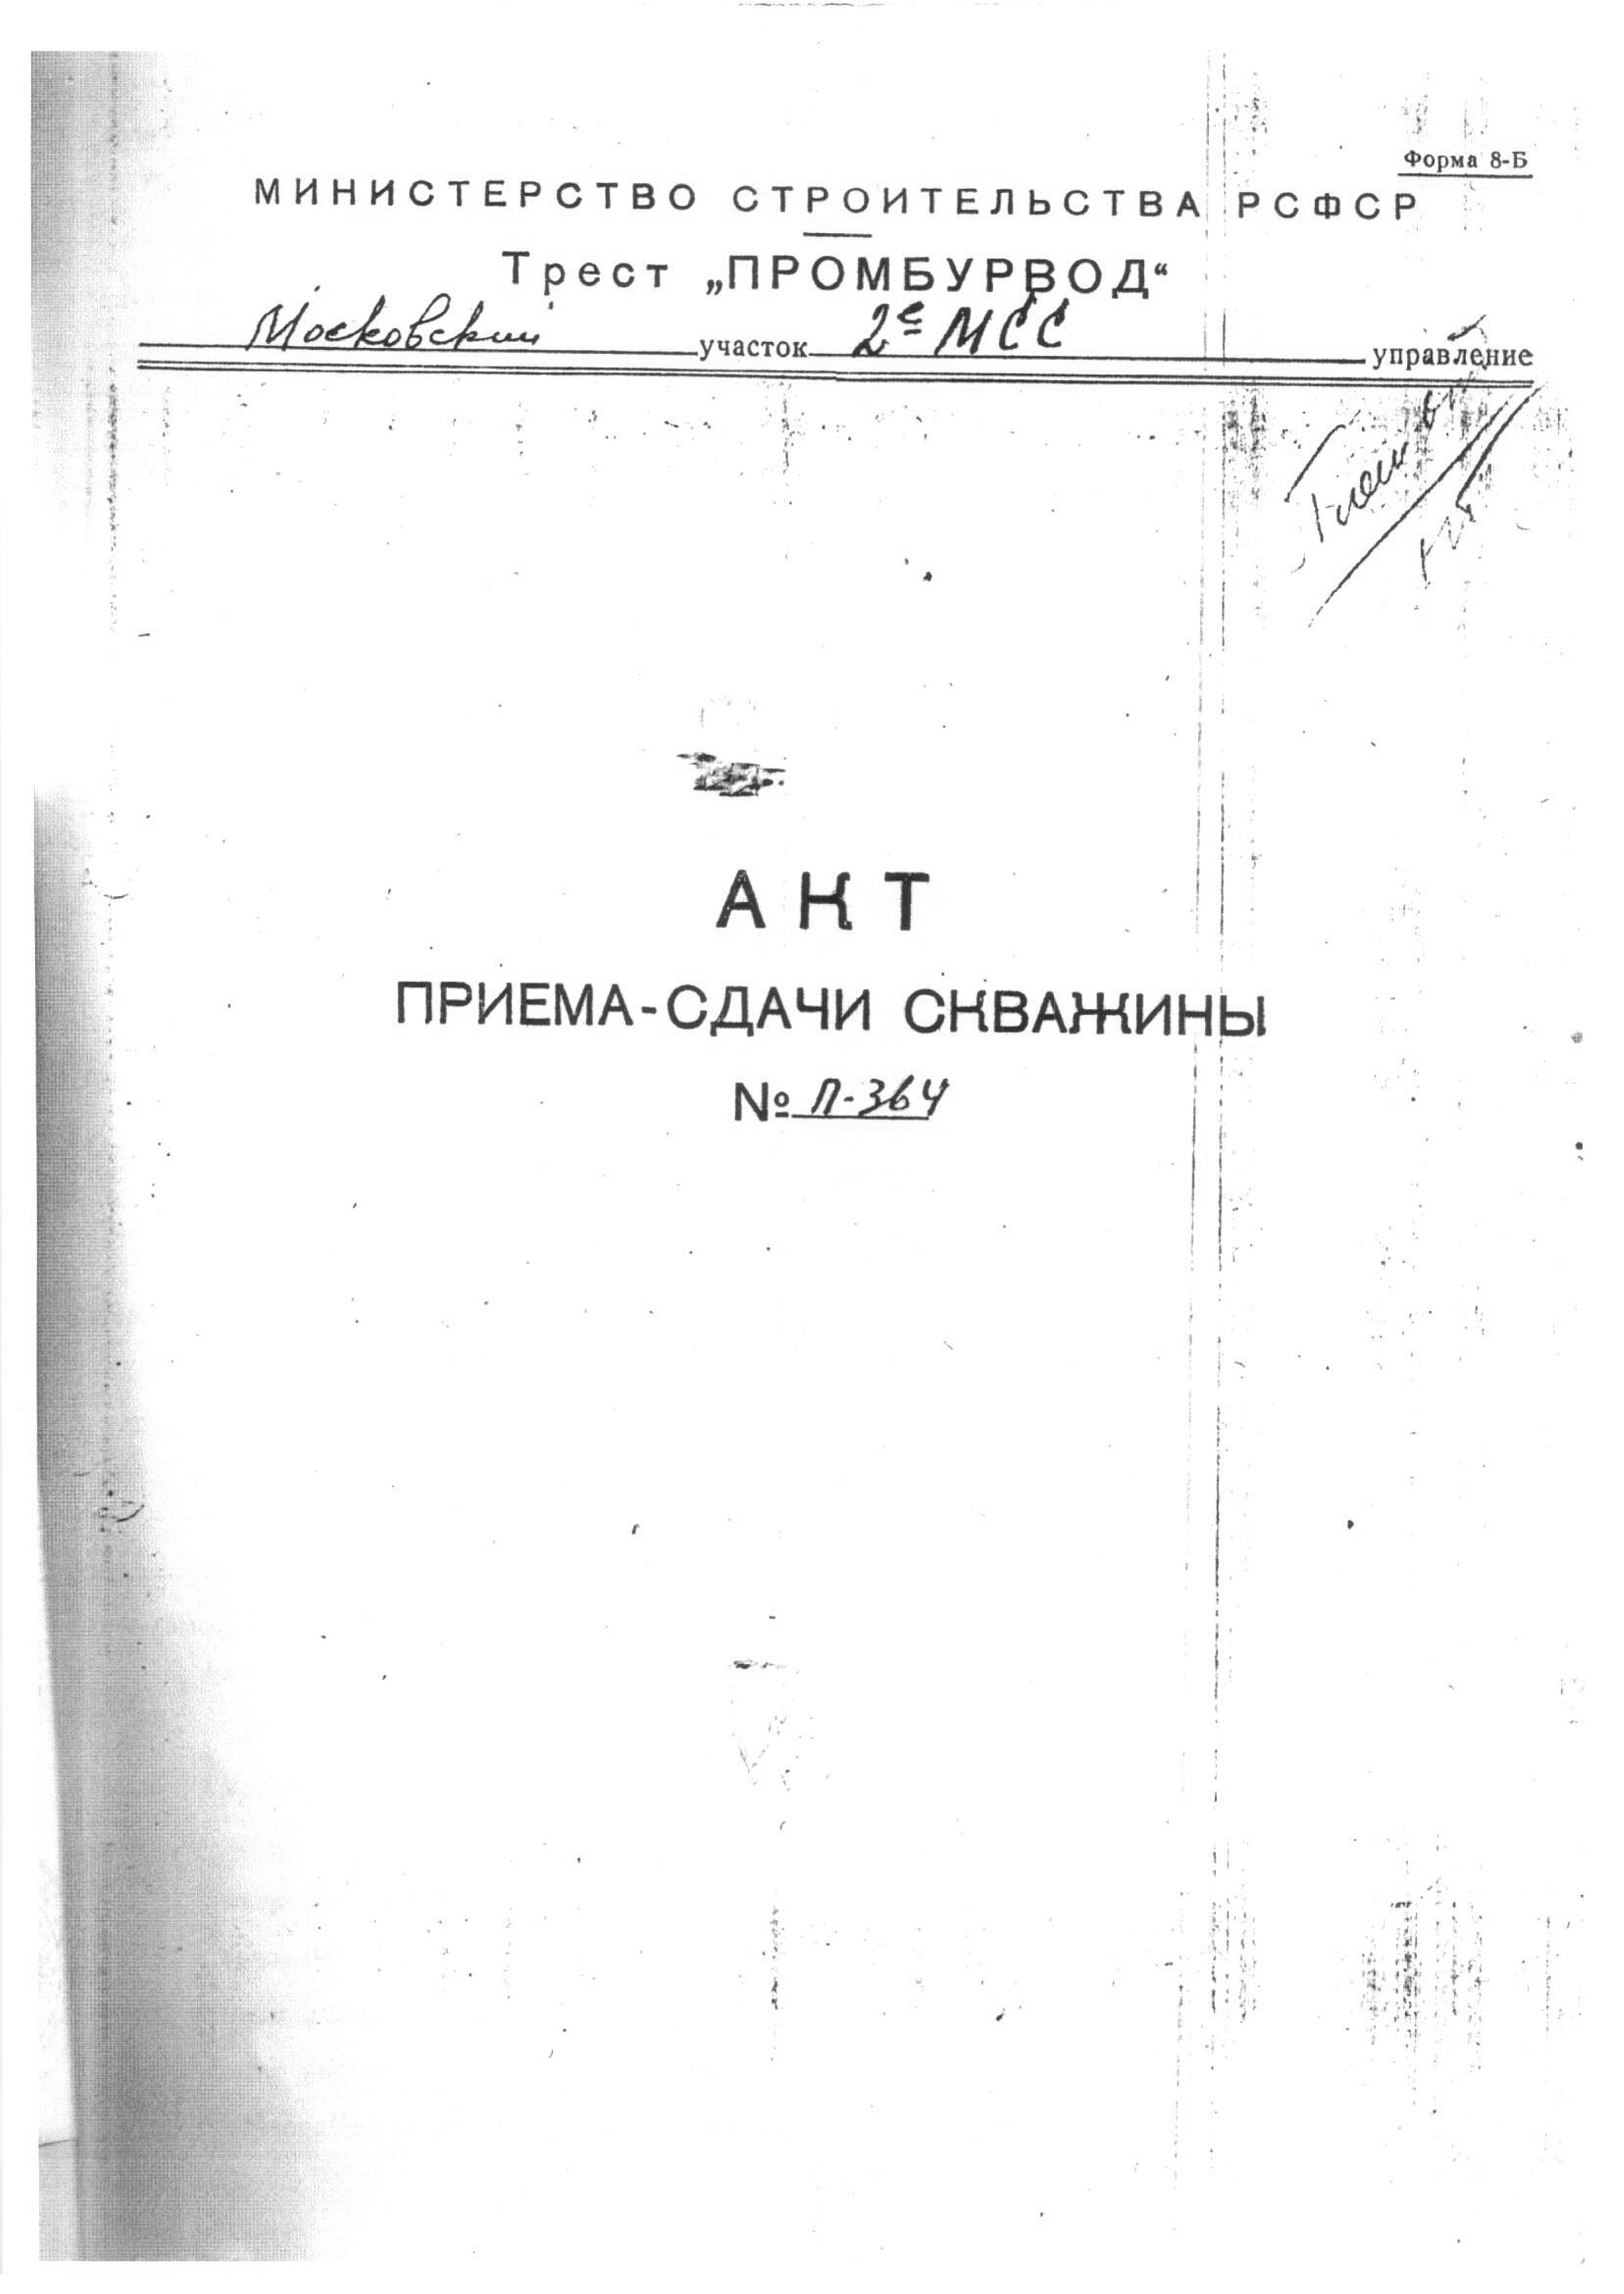 Форма 8-Б
МИНИСТЕРСТВО СТРОИТЕЛЬСТВА РСФСР
Трест „ПРОМБУРВОД“
Московский участок 2е МСС управление
АКТ
ПРИЕМА-СДАЧИ СКВАЖИНЫ
№ П-364